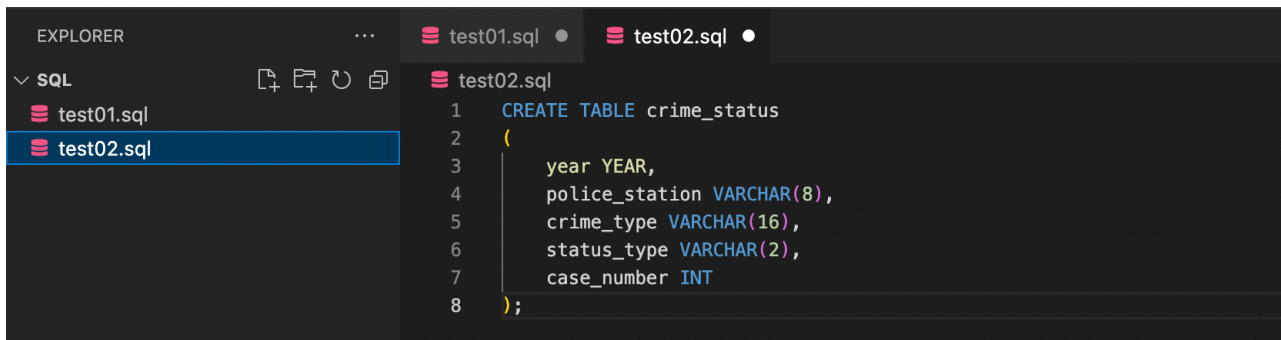 EXPLORER
...
test01.sql
test02.sql
SQL
test01.sql
test02.sql
test02.sql
1 CREATE TABLE crime_status
2 (
3 year YEAR,
4 police_station VARCHAR(8),
5 crime_type VARCHAR(16),
6 status_type VARCHAR(2),
7 case_number INT
8 );